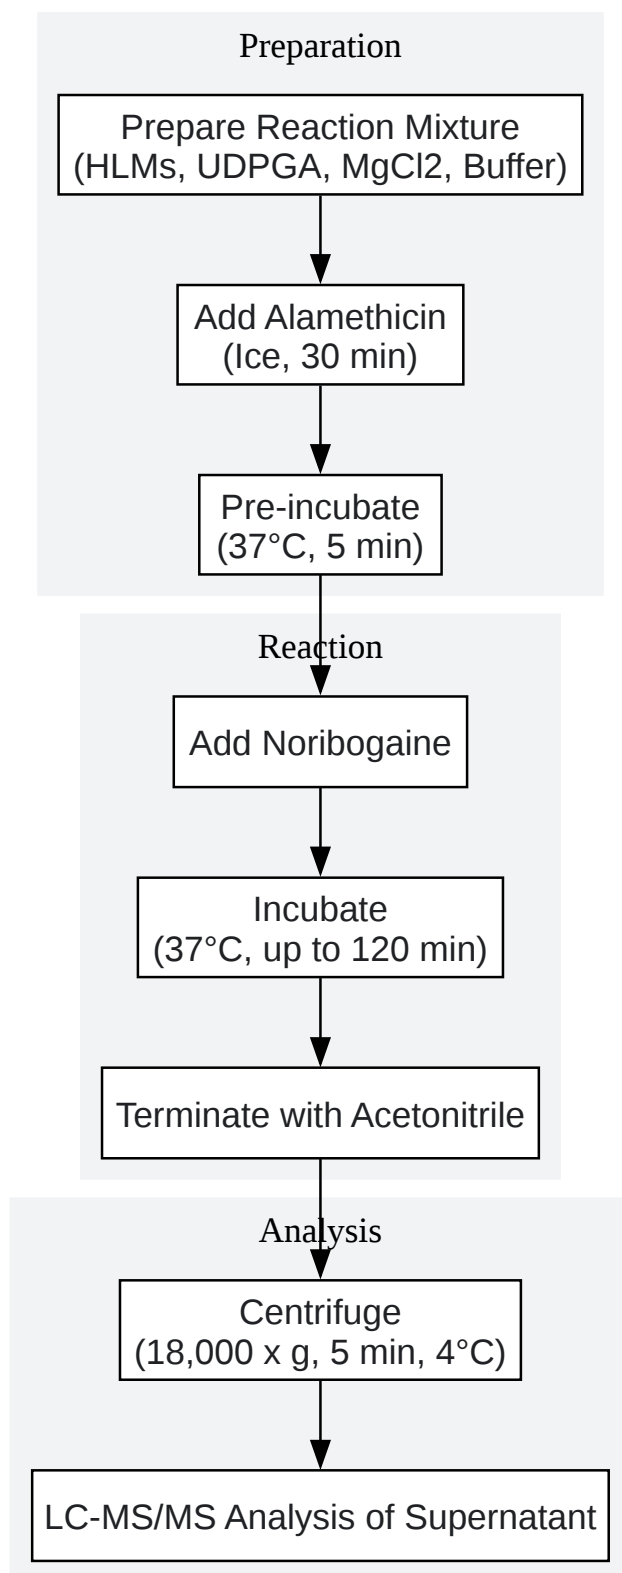 Preparation
Prepare Reaction Mixture
(HLMs, UDPGA, MgCl2, Buffer)
Add Alamethicin
(Ice, 30 min)
Pre-incubate
(37°C, 5 min)
Reaction
Add Noribogaine
Incubate
(37°C, up to 120 min)
Terminate with Acetonitrile
Analysis
Centrifuge
(18,000 x g, 5 min, 4°C)
LC-MS/MS Analysis of Supernatant